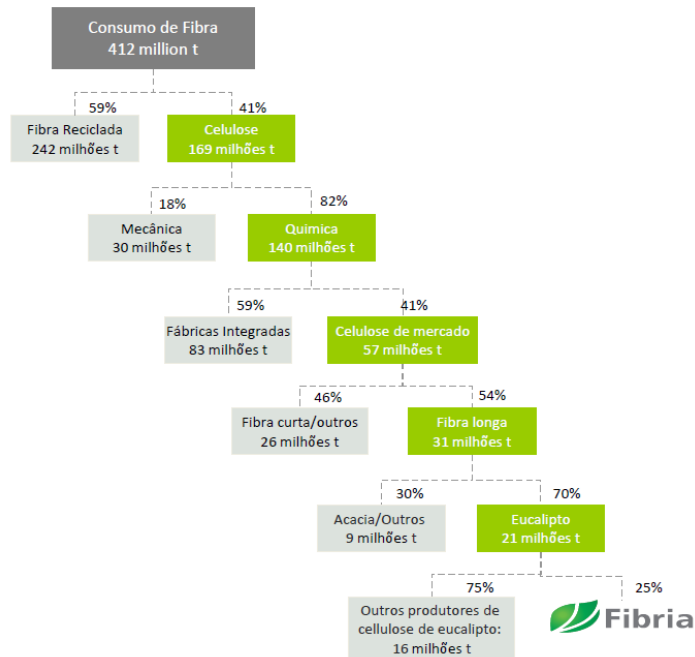 Consumo de Fibra
412 million t
59%
41%
Fibra Reciclada
242 milhões t
Celulose
169 milhões t
18%
82%
Mecânica
30 milhões t
Quimica
140 milhões t
59%
41%
Fábricas Integradas
83 milhões t
Celulose de mercado
57 milhões t
46%
54%
Fibra curta/outros
26 milhões t
Fibra longa
31 milhões t
30%
70%
Acacia/Outros
9 milhões t
Eucalipto
21 milhões t
75%
25%
Outros produtores de
cellulose de eucalipto:
16 milhões t
Fibria